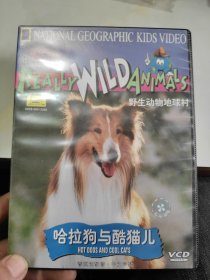 NATIONAL GEOGRAPHIC KIDS VIDEO
REALLY WILD ANIMALS
野生动物地球村
哈拉狗与酷猫儿
HOT DOGS AND COOL CATS
VCD